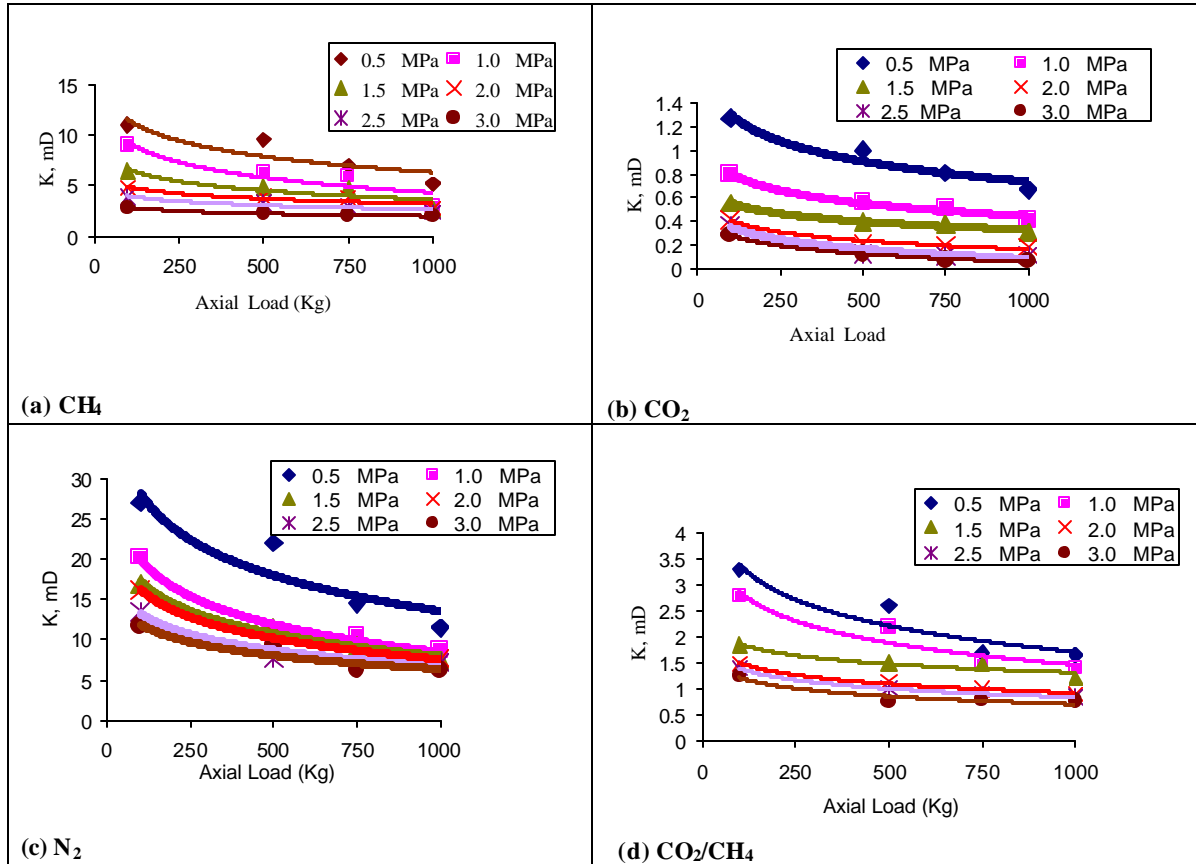 0.5 MPa 1.0 MPa
1.5 MPa 2.0 MPa
2.5 MPa 3.0 MPa
K, mD
15
10
5
0
0 250 500 750 1000
Axial Load (Kg)
(a) CH4
0.5 MPa 1.0 MPa
1.5 MPa 2.0 MPa
2.5 MPa 3.0 MPa
K, mD
1.4
1.2
1
0.8
0.6
0.4
0.2
0
0 250 500 750 1000
Axial Load
(b) CO2
0.5 MPa 1.0 MPa
1.5 MPa 2.0 MPa
2.5 MPa 3.0 MPa
K, mD
30
25
20
15
10
5
0
0 250 500 750 1000
Axial Load (Kg)
(c) N2
0.5 MPa 1.0 MPa
1.5 MPa 2.0 MPa
2.5 MPa 3.0 MPa
K, mD
4
3.5
3
2.5
2
1.5
1
0.5
0
0 250 500 750 1000
Axial Load (Kg)
(d) CO2/CH4